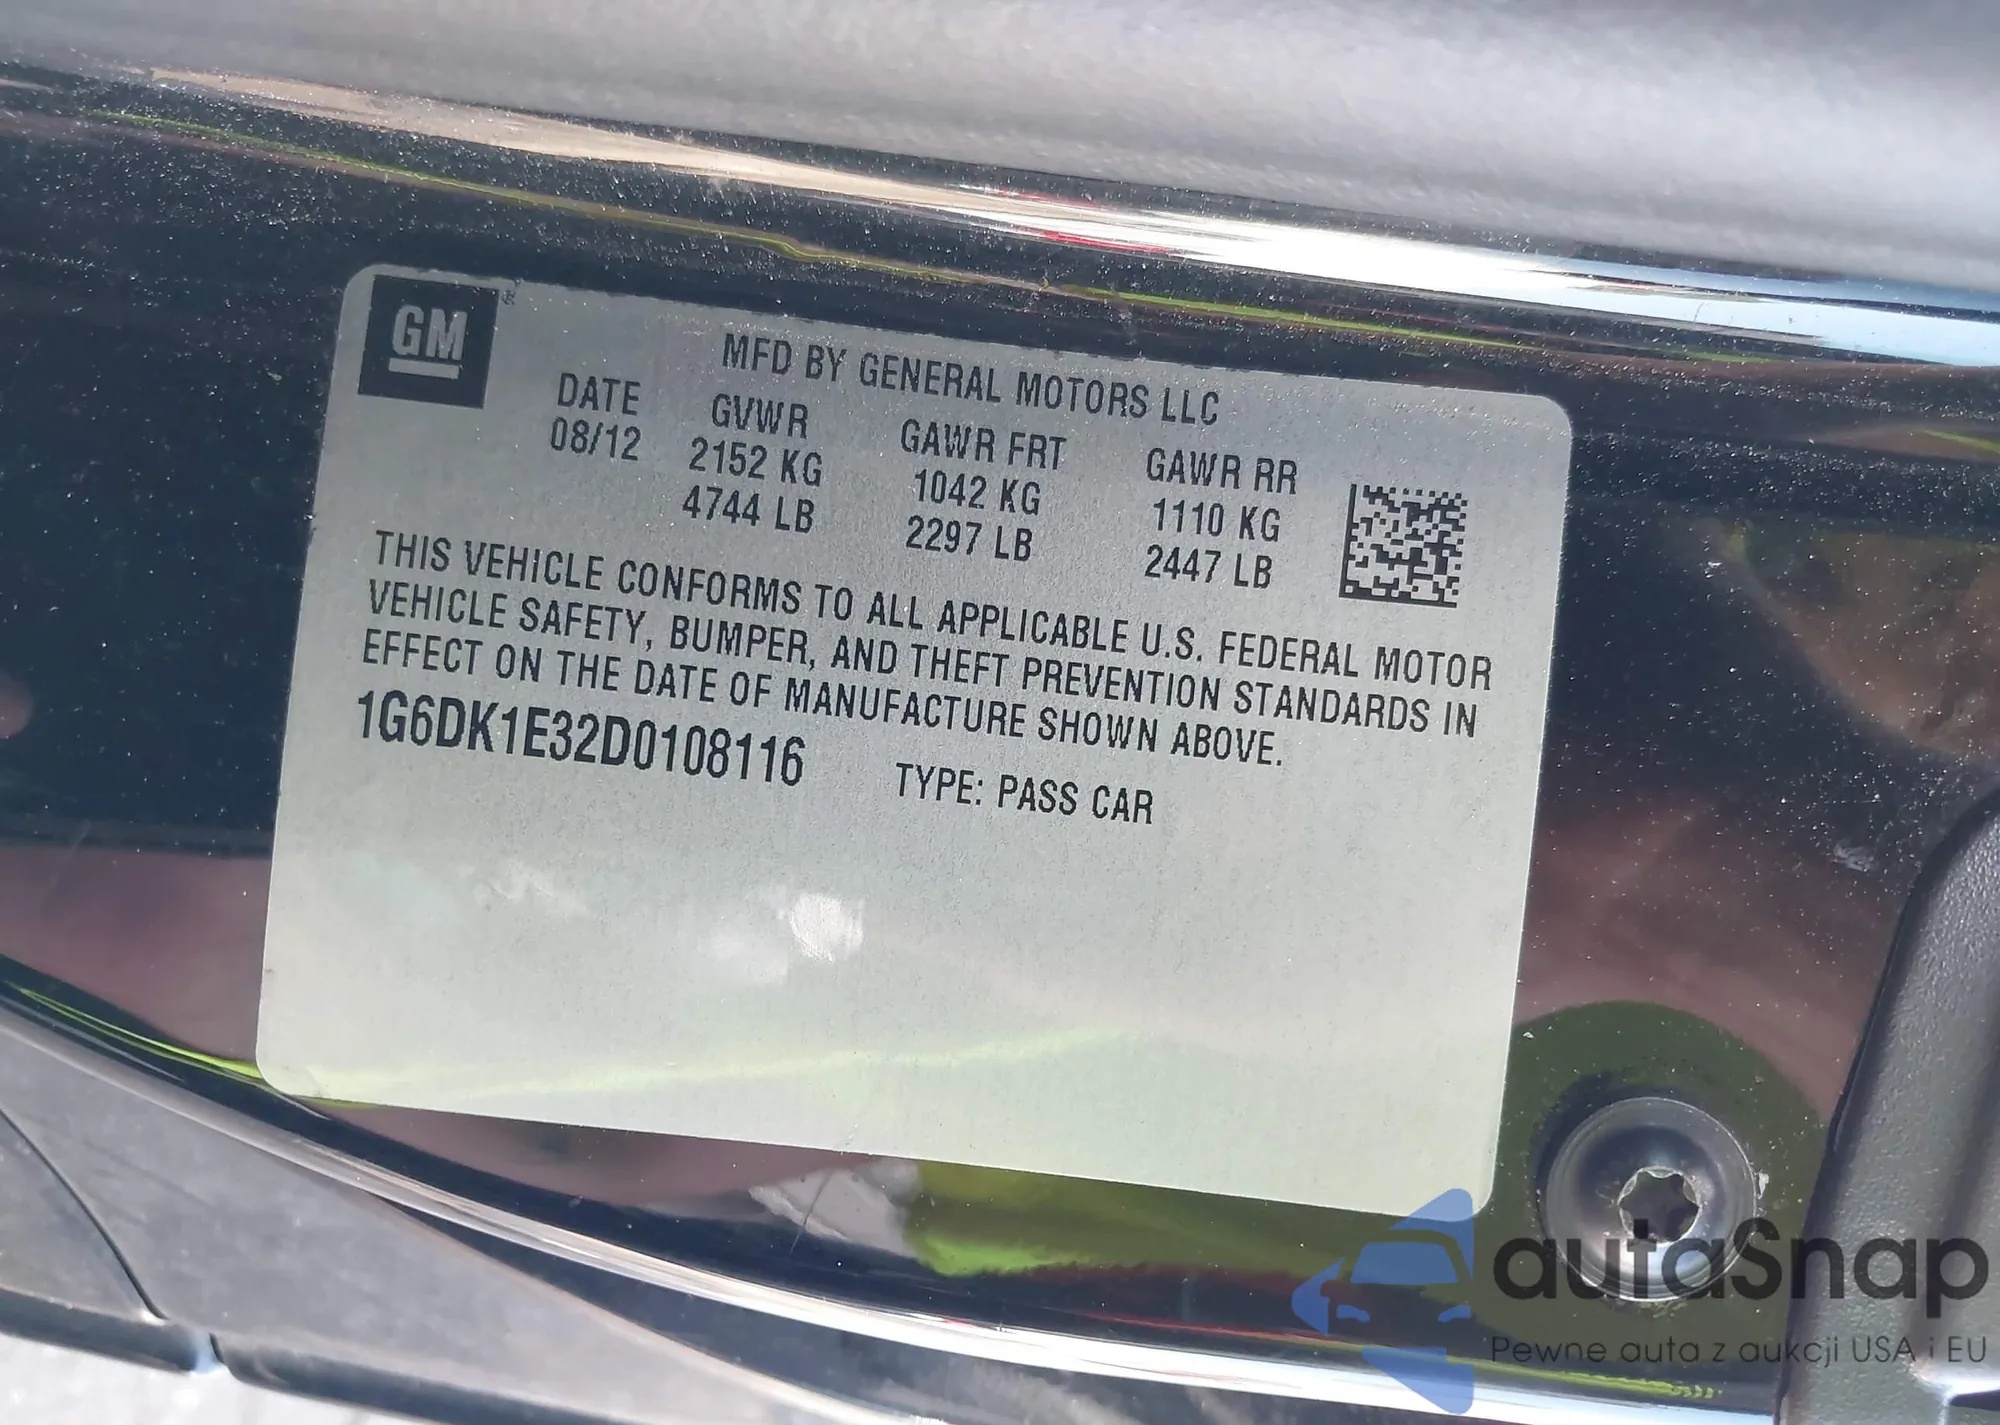 GM
MFD BY GENERAL MOTORS LLC
DATE GVWR GAWR FRT GAWR RR
08/12 2152 KG 1042 KG 1110 KG
4744 LB 2297 LB 2447 LB
THIS VEHICLE CONFORMS TO ALL APPLICABLE U.S. FEDERAL MOTOR
VEHICLE SAFETY, BUMPER, AND THEFT PREVENTION STANDARDS IN
EFFECT ON THE DATE OF MANUFACTURE SHOWN ABOVE.
1G6DK1E32D0108116 TYPE: PASS CAR
autaSnap
Pewne auta z aukcji USA i EU